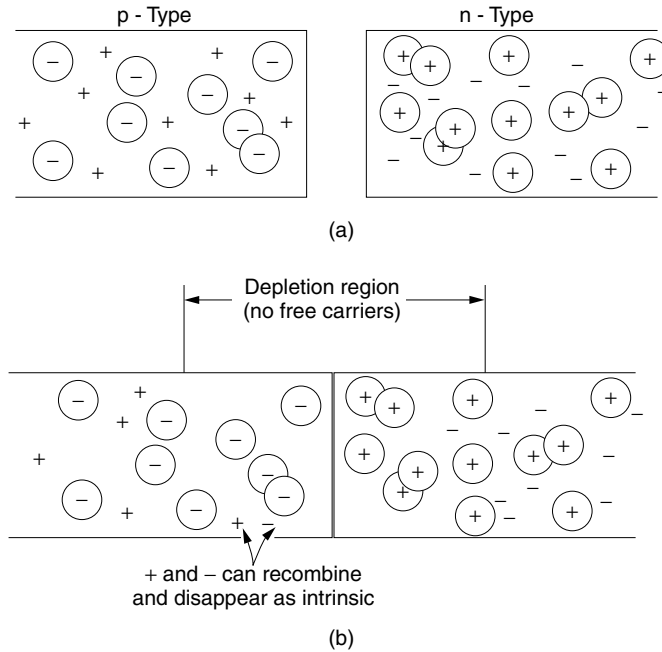 p - Type
n - Type
(a)
Depletion region
(no free carriers)
+ and – can recombine
and disappear as intrinsic
(b)